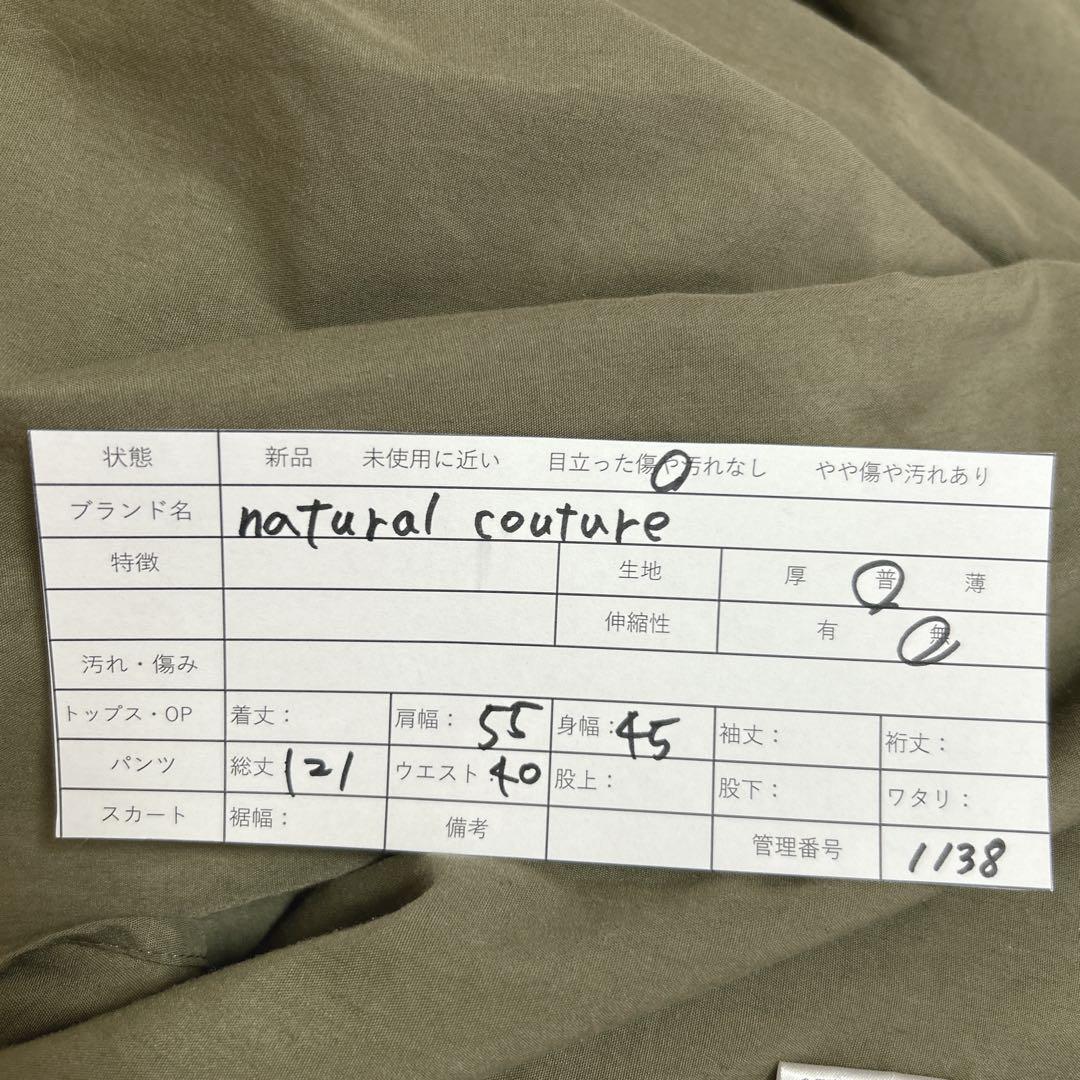 状態 新品 未使用に近い 目立った傷や汚れなし やや傷や汚れあり
ブランド名 natural couture
特徴 生地 厚 普 薄
伸縮性 有 無
汚れ・傷み
トップス・OP 着丈： 肩幅： 55 身幅： 45 袖丈： 裄丈：
パンツ 総丈 121 ウエスト 40 股上： 股下： ワタリ：
スカート 裾幅： 備考 管理番号 1138